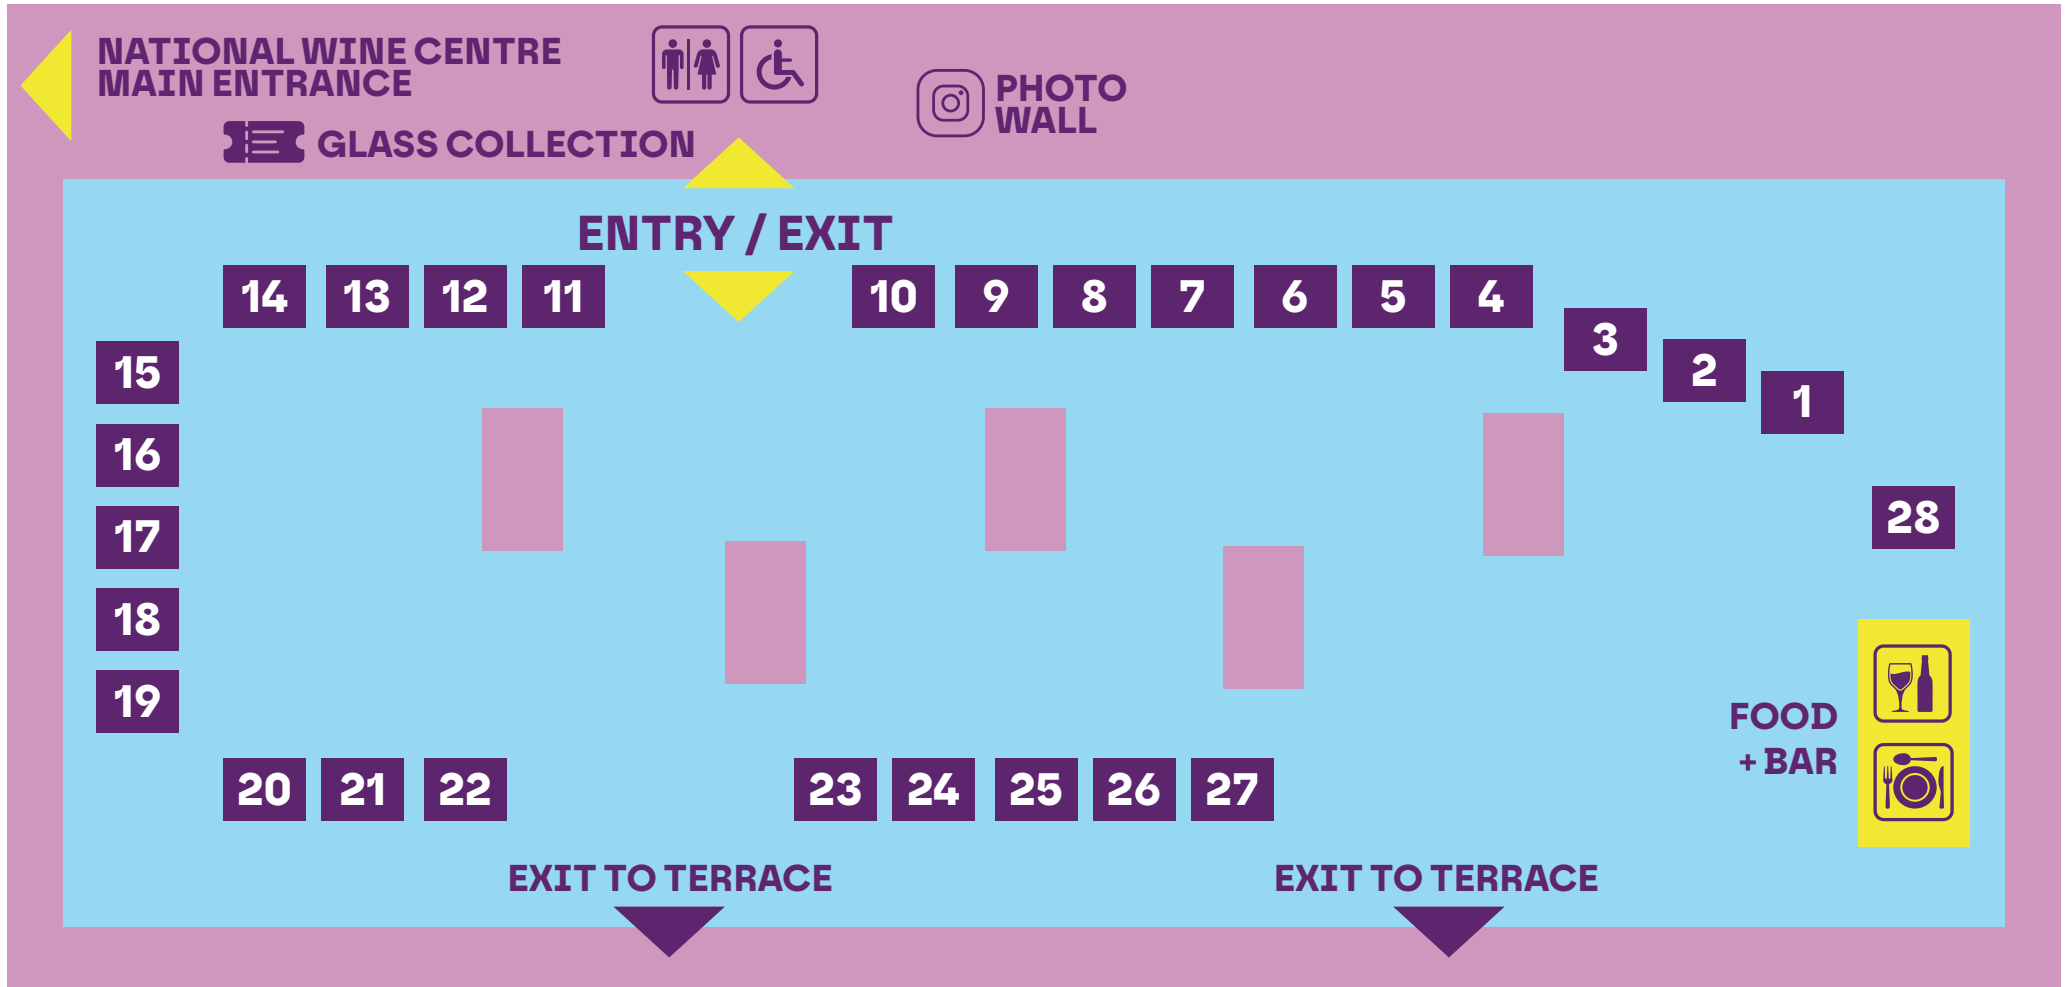 NATIONAL WINE CENTRE
MAIN ENTRANCE
GLASS COLLECTION
PHOTO
WALL
ENTRY / EXIT
14 13 12 11 10 9 8 7 6 5 4
3
2
1
15
16
17
18
19
28
20 21 22 23 24 25 26 27
FOOD
+ BAR
EXIT TO TERRACE
EXIT TO TERRACE